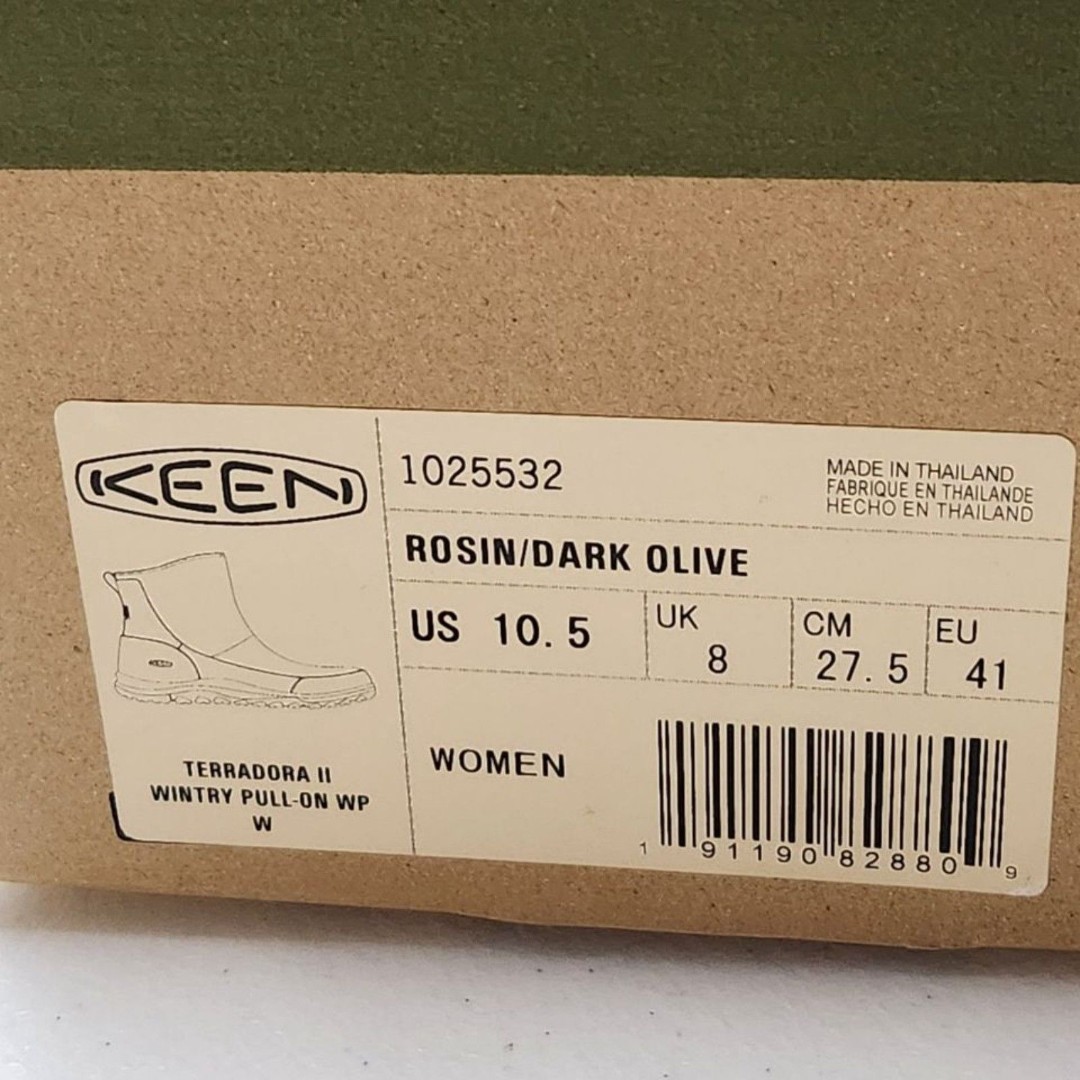 KEEN
KEEN
TERRADORA II
WINTRY PULL-ON WP
W
1025532
MADE IN THAILAND
FABRIQUE EN THAILANDE
HECHO EN THAILAND
ROSIN/DARK OLIVE
US 10.5
UK
8
CM
27.5
EU
41
WOMEN
1 91190 82880 9